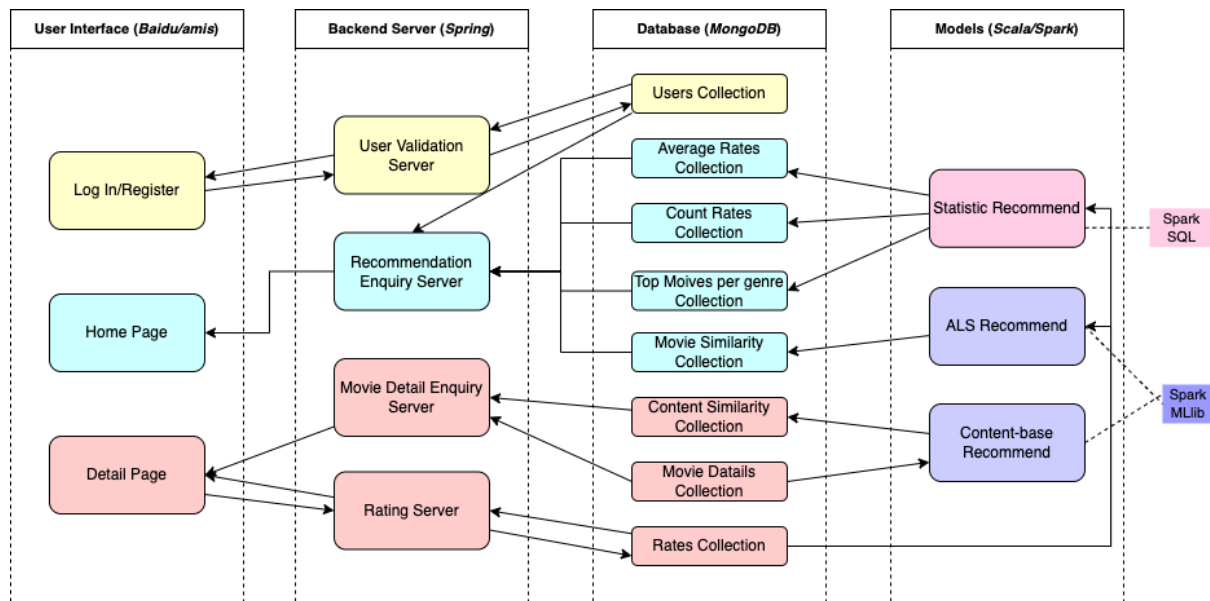 User Interface (Baidu/amis)
Backend Server (Spring)
Database (MongoDB)
Models (Scala/Spark)
Log In/Register
Home Page
Detail Page
User Validation
Server
Recommendation
Enquiry Server
Movie Detail Enquiry
Server
Rating Server
Users Collection
Average Rates
Collection
Count Rates
Collection
Top Moives per genre
Collection
Movie Similarity
Collection
Content Similarity
Collection
Movie Datails
Collection
Rates Collection
Statistic Recommend
ALS Recommend
Content-base
Recommend
Spark
SQL
Spark
MLlib